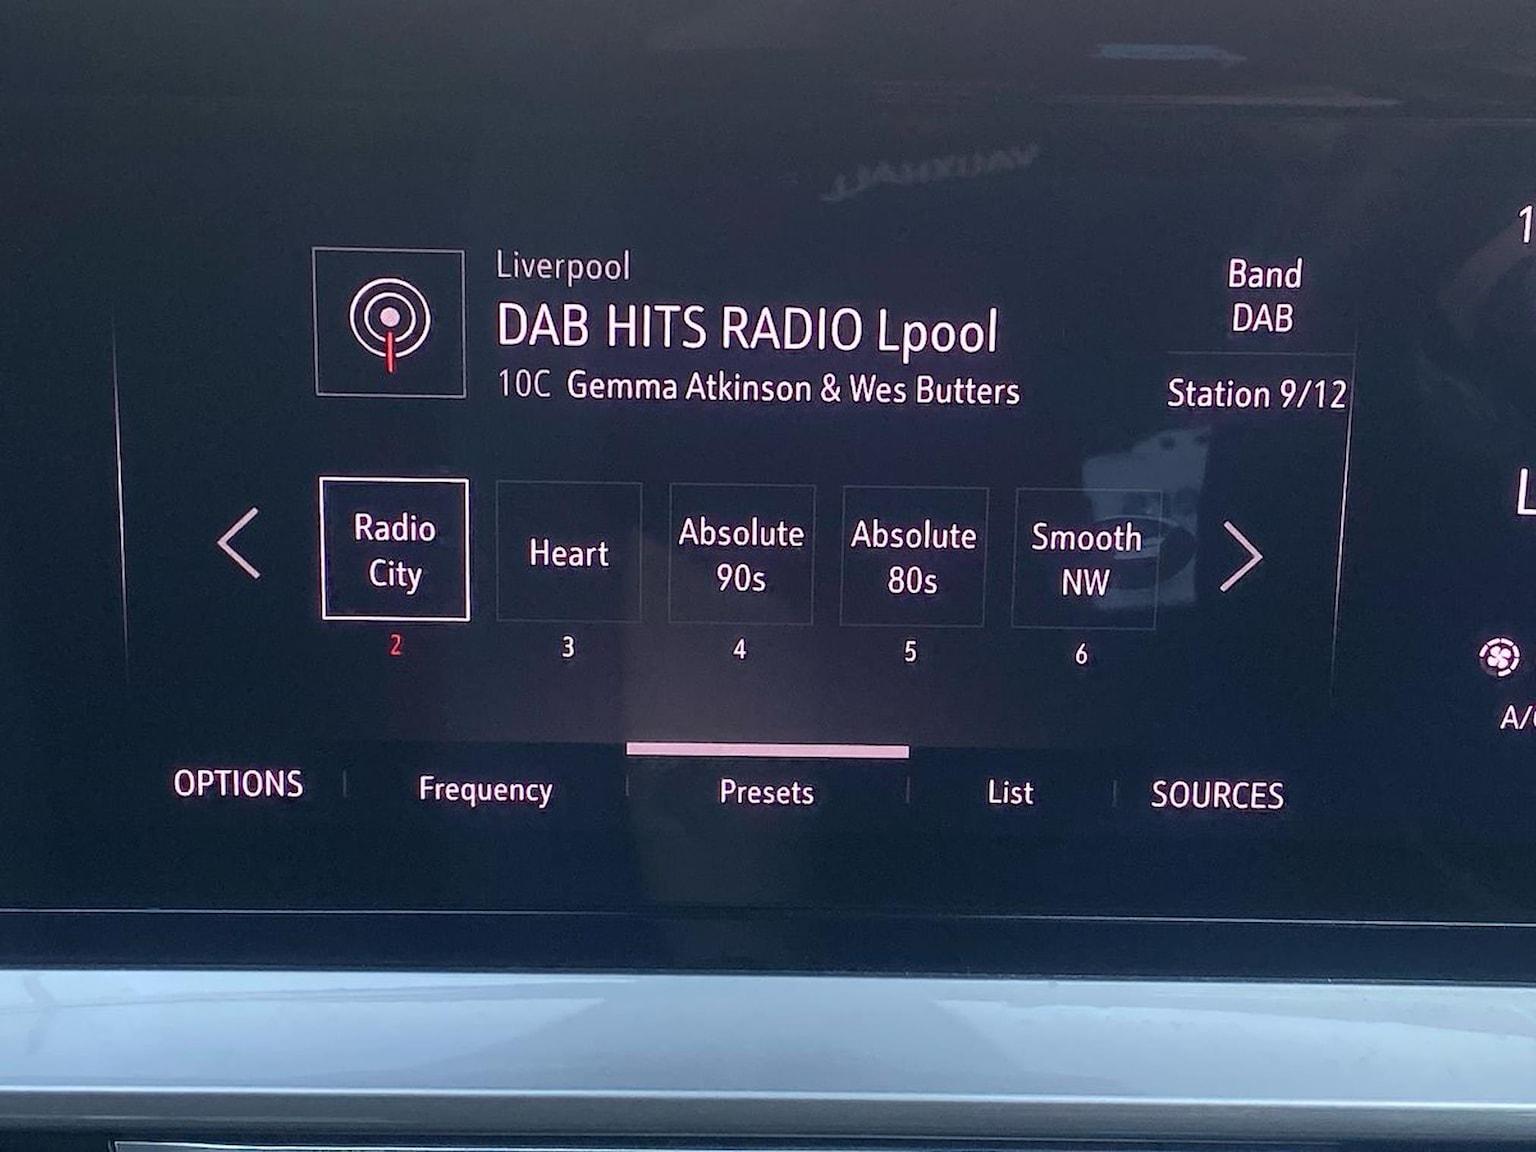 Liverpool
DAB HITS RADIO Lpool
10C Gemma Atkinson & Wes Butters
Band
DAB
Station 9/12
Radio
City
2
Heart
3
Absolute
90s
4
Absolute
80s
5
Smooth
NW
6
OPTIONS
Frequency
Presets
List
SOURCES
VAUXHALL